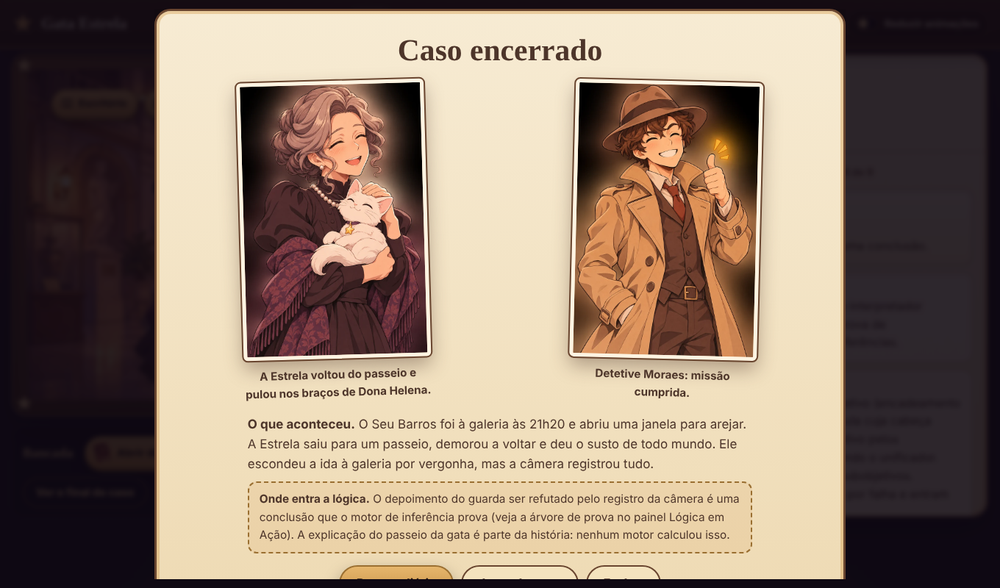 Gata Estrela
Caso encerrado
A Estrela voltou do passeio e
pulou nos braços de Dona Helena.
Detetive Moraes: missão
cumprida.
O que aconteceu. O Seu Barros foi à galeria às 21h20 e abriu uma janela para arejar.
A Estrela saiu para um passeio, demorou a voltar e deu o susto de todo mundo. Ele
escondeu a ida à galeria por vergonha, mas a câmera registrou tudo.
Onde entra a lógica. O depoimento do guarda ser refutado pelo registro da câmera é uma
conclusão que o motor de inferência prova (veja a árvore de prova no painel Lógica em
Ação). A explicação do passeio da gata é parte da história: nenhum motor calculou isso.